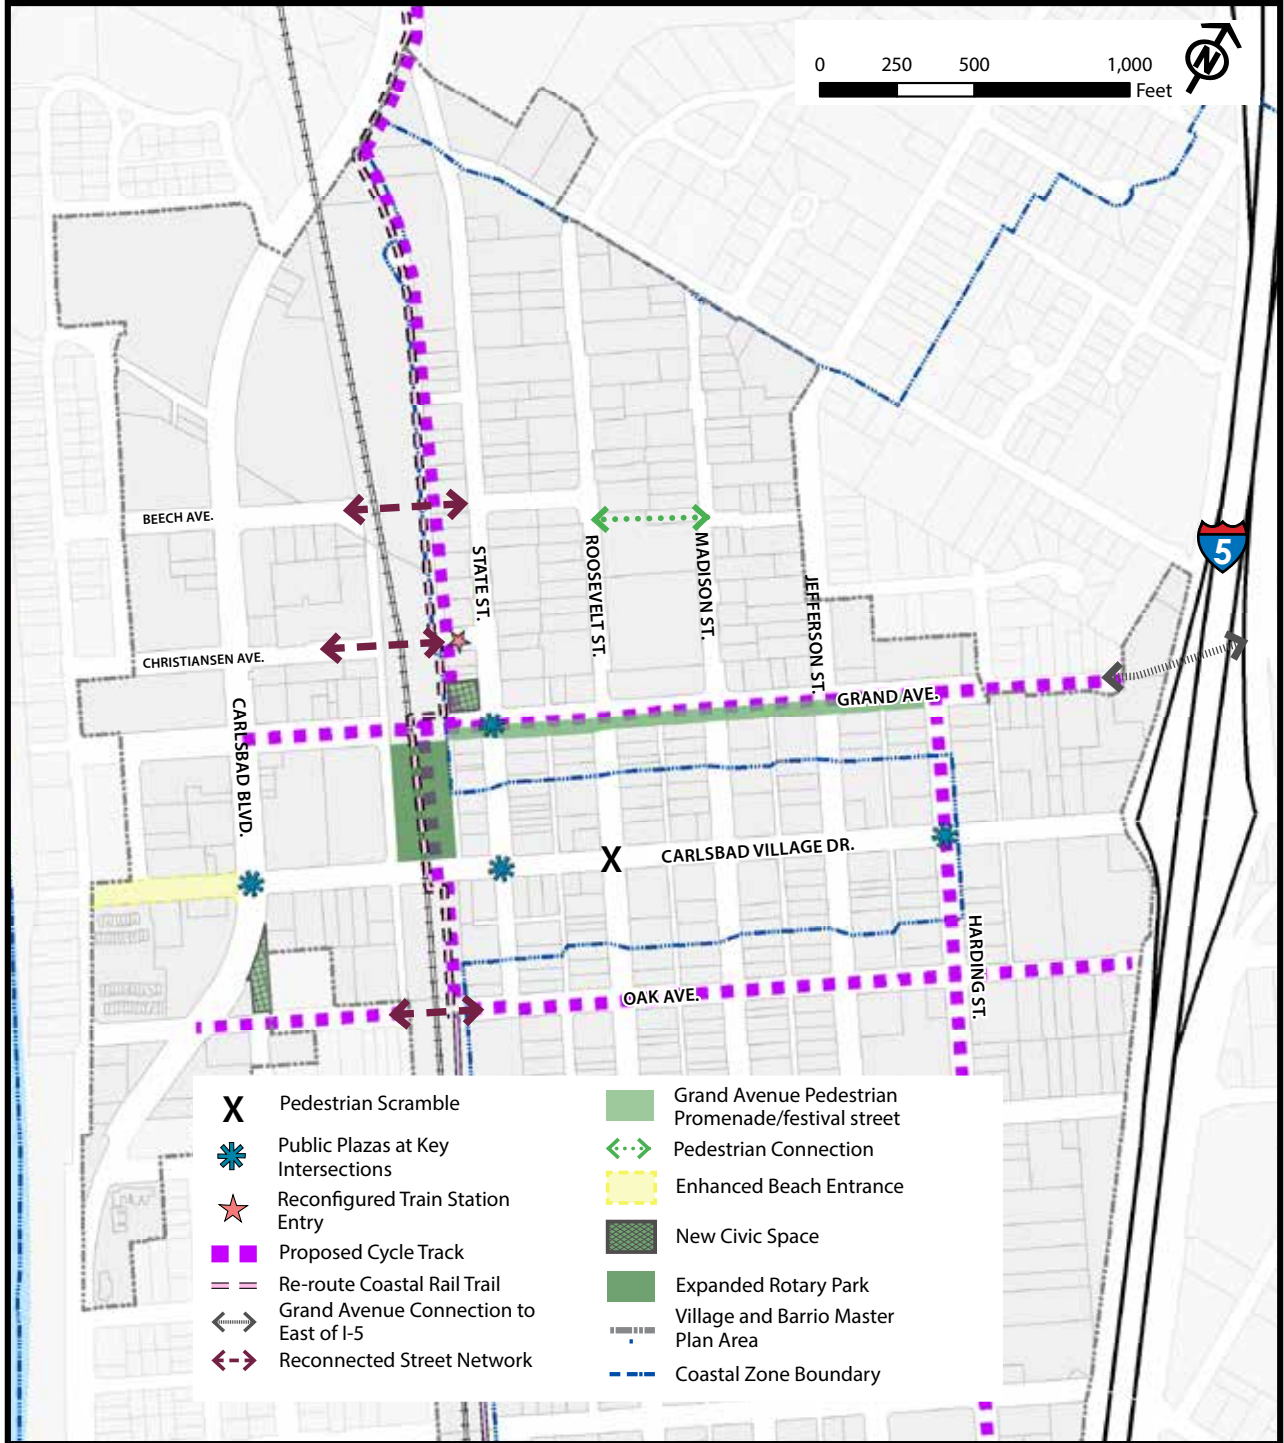 0 250 500 1,000
Feet
N
BEECH AVE.
STATE ST.
ROOSEVELT ST.
MADISON ST.
JEFFERSON ST.
5
CHRISTIANSEN AVE.
CARLSBAD BLVD.
GRAND AVE.
X
CARLSBAD VILLAGE DR.
HARDING ST.
OAK AVE.
X Pedestrian Scramble
Public Plazas at Key
Intersections
Reconfigured Train Station
Entry
Proposed Cycle Track
Re-route Coastal Rail Trail
Grand Avenue Connection to
East of I-5
Reconnected Street Network
Grand Avenue Pedestrian
Promenade/festival street
Pedestrian Connection
Enhanced Beach Entrance
New Civic Space
Expanded Rotary Park
Village and Barrio Master
Plan Area
Coastal Zone Boundary